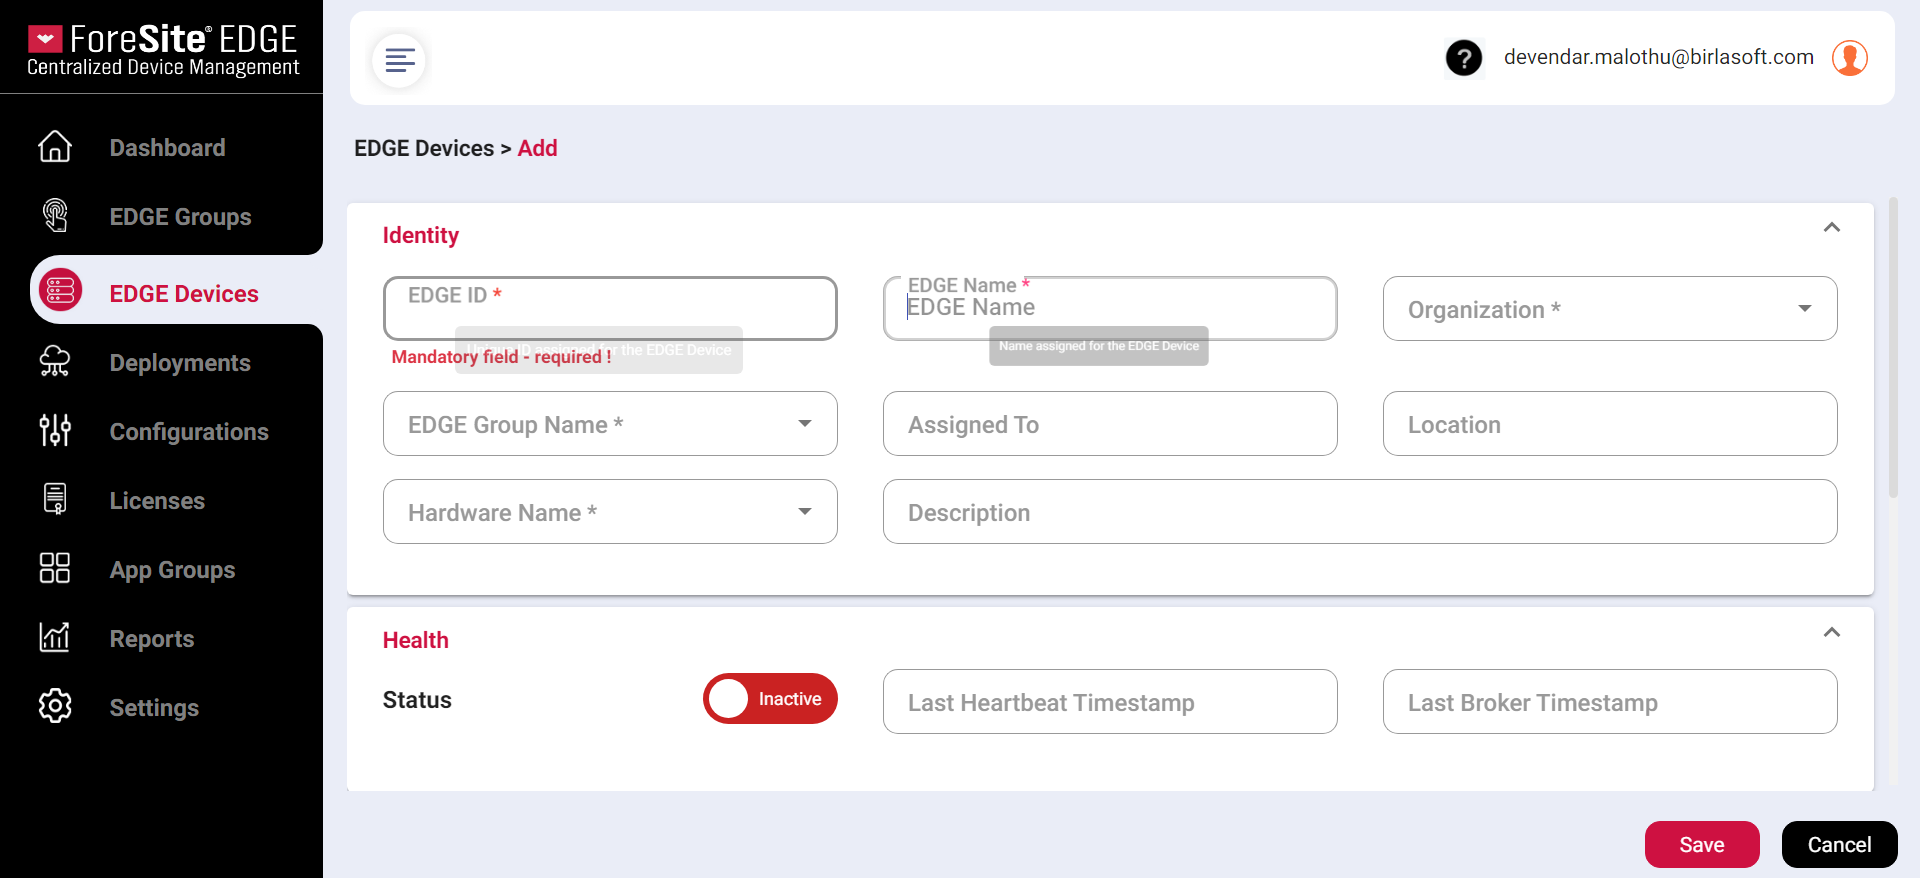 ForeSite® EDGE
Centralized Device Management
Dashboard
EDGE Groups
EDGE Devices
Deployments
Configurations
Licenses
App Groups
Reports
Settings
?
devendar.malothu@birlasoft.com
EDGE Devices > Add
Identity
EDGE ID *
Unique ID assigned for the EDGE Device
Mandatory field - required !
EDGE Name *
EDGE Name
Name assigned for the EDGE Device
Organization *
EDGE Group Name *
Assigned To
Location
Hardware Name *
Description
Health
Status
Inactive
Last Heartbeat Timestamp
Last Broker Timestamp
Save
Cancel